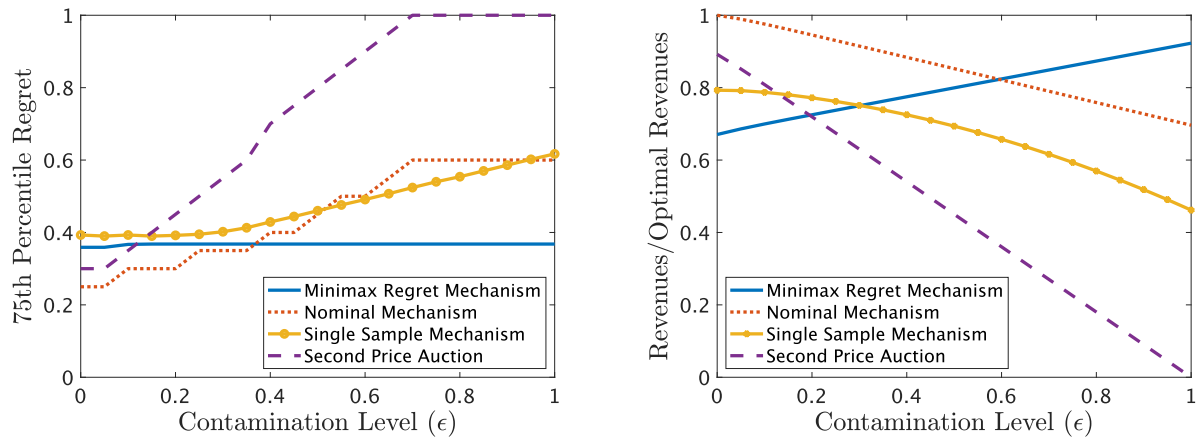 1
0.8
0.6
0.4
0.2
0
75th Percentile Regret
Minimax Regret Mechanism
Nominal Mechanism
Single Sample Mechanism
Second Price Auction
0 0.2 0.4 0.6 0.8 1
Contamination Level (ϵ)
1
0.8
0.6
0.4
0.2
0
Revenues/Optimal Revenues
Minimax Regret Mechanism
Nominal Mechanism
Single Sample Mechanism
Second Price Auction
0 0.2 0.4 0.6 0.8 1
Contamination Level (ϵ)